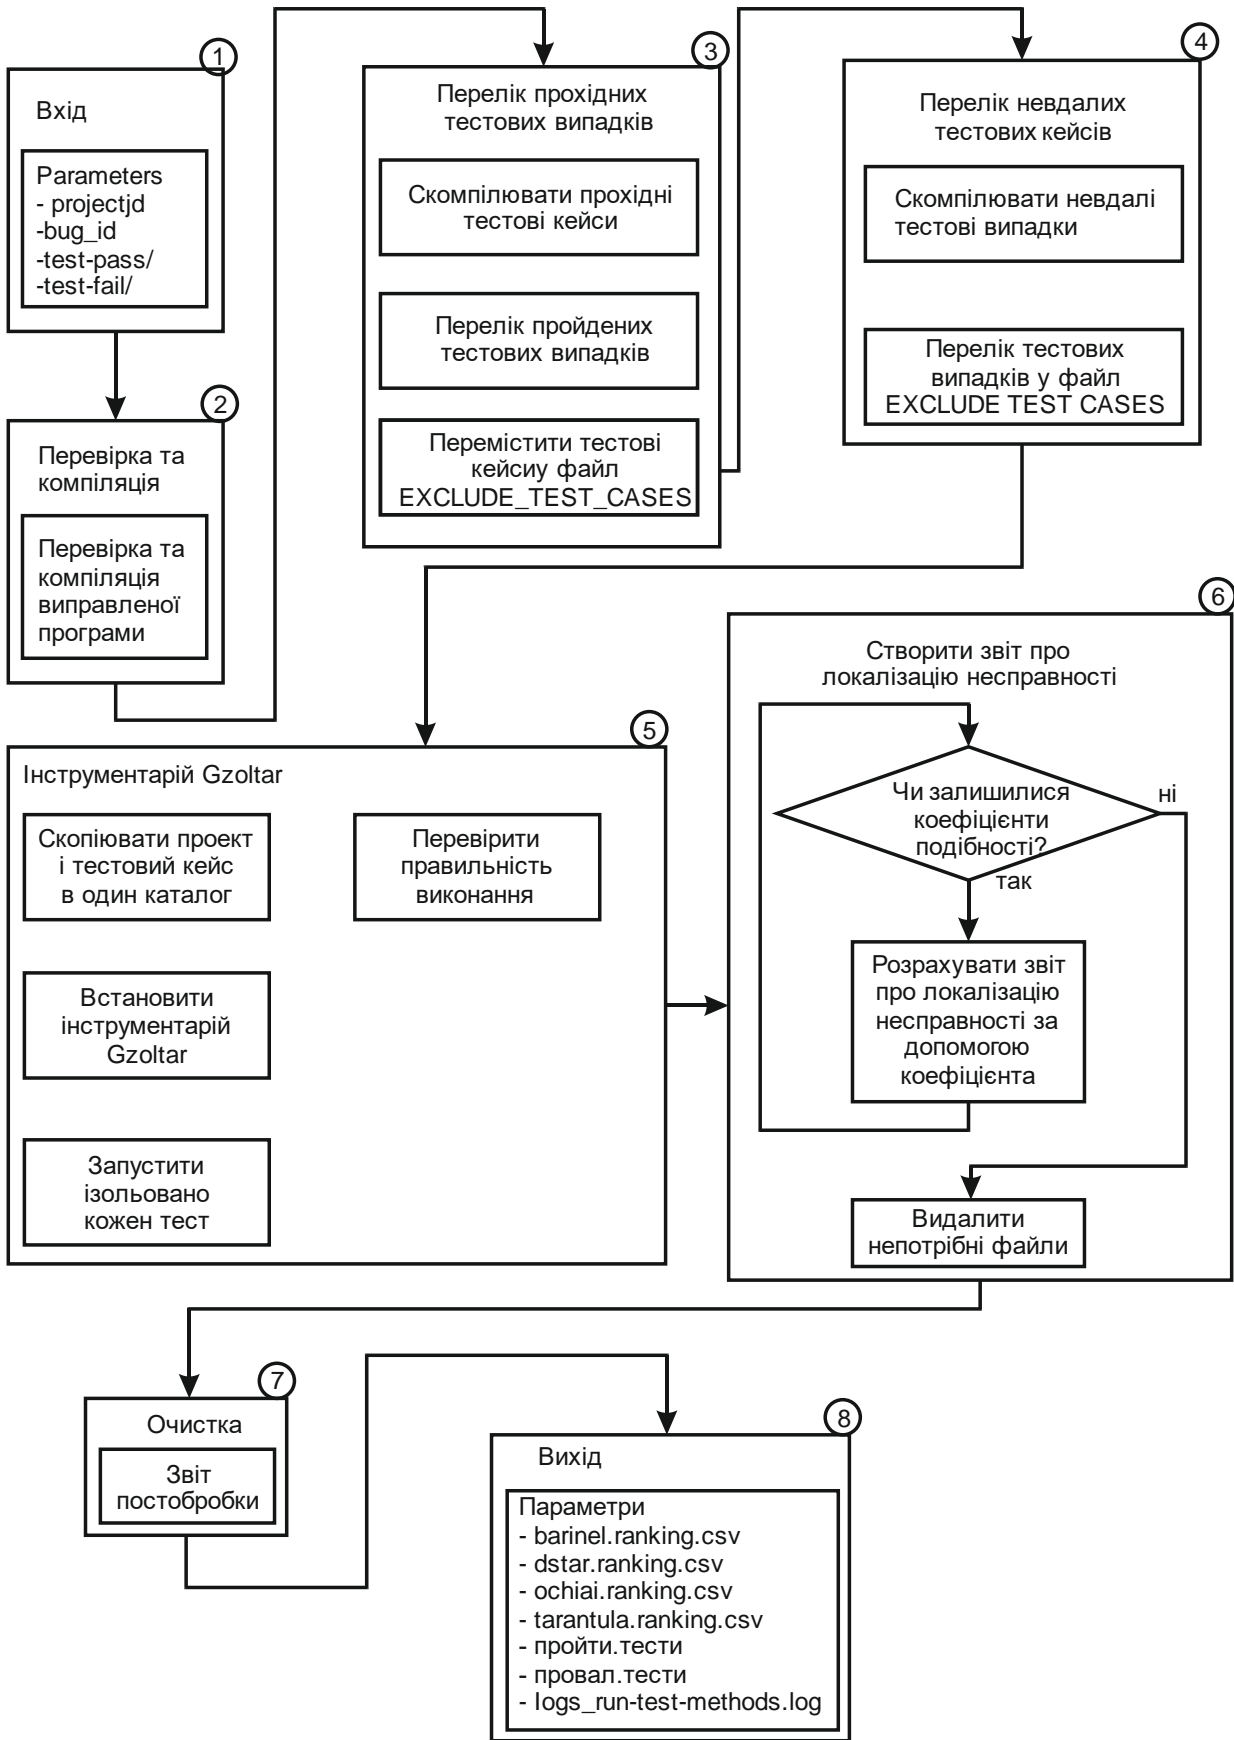 1
Вхід
Parameters
- projectjd
-bug_id
-test-pass/
-test-fail/
2
Перевірка та
компіляція
Перевірка та
компіляція
виправленої
програми
3
Перелік прохідних
тестових випадків
Скомпілювати прохідні
тестові кейси
Перелік пройдених
тестових випадків
Перемістити тестові
кейсиу файл
EXCLUDE_TEST_CASES
4
Перелік невдалих
тестових кейсів
Скомпілювати невдалі
тестові випадки
Перелік тестових
випадків у файл
EXCLUDE TEST CASES
5
Інструментарій Gzoltar
Скопіювати проект
і тестовий кейс
в один каталог
Встановити
інструментарій
Gzoltar
Запустити
ізольовано
кожен тест
Перевірити
правильність
виконання
6
Створити звіт про
локалізацію несправності
Чи залишилися
коефіцієнти
подібності?
ні
так
Розрахувати звіт
про локалізацію
несправності за
допомогою
коефіцієнта
Видалити
непотрібні файли
7
Очистка
Звіт
постобробки
8
Вихід
Параметри
- barinel.ranking.csv
- dstar.ranking.csv
- ochiai.ranking.csv
- tarantula.ranking.csv
- пройти.тести
- провал.тести
- logs_run-test-methods.log